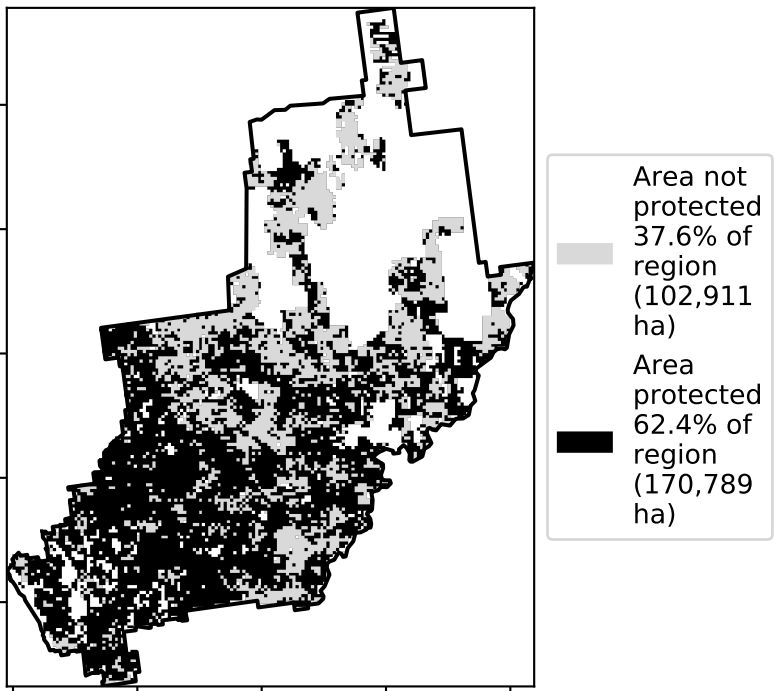 Area not
protected
37.6% of
region
(102,911
ha)
Area
protected
62.4% of
region
(170,789
ha)